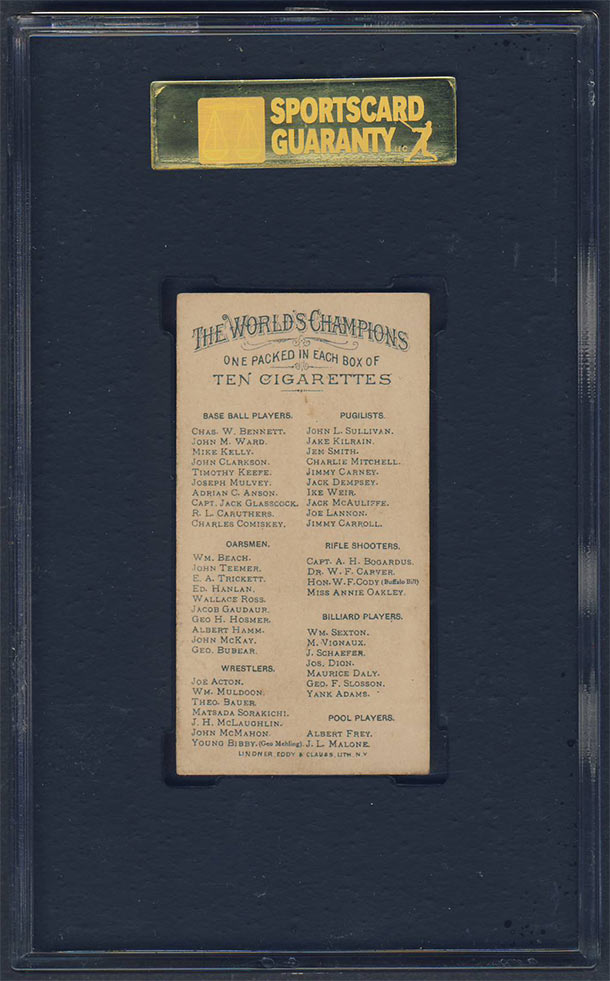 SPORTSCARD
GUARANTY LLC
THE WORLD'S CHAMPIONS
ONE PACKED IN EACH BOX OF
TEN CIGARETTES
BASE BALL PLAYERS.
CHAS. W. BENNETT.
JOHN M. WARD.
MIKE KELLY.
JOHN CLARKSON.
TIMOTHY KEEFE.
JOSEPH MULVEY.
ADRIAN C. ANSON.
CAPT. JACK GLASSCOCK.
R. L. CARUTHERS.
CHARLES COMISKEY.
OARSMEN.
WM. BEACH.
JOHN TEEMER.
E. A. TRICKETT.
ED. HANLAN.
WALLACE ROSS.
JACOB GAUDAUR.
GEO H. HOSMER.
ALBERT HAMM.
JOHN MCKAY.
GEO. BUBEAR.
WRESTLERS.
JOE ACTON.
WM. MULDOON.
THEO. BAUER.
MATSADA SORAKICHI.
J. H. MCLAUGHLIN.
JOHN MCMAHON.
YOUNG BIBBY. (Geo Mehling).
PUGILISTS.
JOHN L. SULLIVAN.
JAKE KILRAIN.
JEM SMITH.
CHARLIE MITCHELL.
JIMMY CARNEY.
JACK DEMPSEY.
IKE WEIR.
JACK MCAULIFFE.
JOE LANNON.
JIMMY CARROLL.
RIFLE SHOOTERS.
CAPT. A. H. BOGARDUS.
DR. W. F. CARVER.
HON. W. F. CODY (Buffalo Bill)
MISS ANNIE OAKLEY.
BILLIARD PLAYERS.
WM. SEXTON.
M. VIGNAUX.
J. SCHAEFER.
JOS. DION.
MAURICE DALY.
GEO. F. SLOSSON.
YANK ADAMS.
POOL PLAYERS.
ALBERT FREY.
J. L. MALONE.
LINDNER, EDDY & CLAUSS, LITH. N.Y.